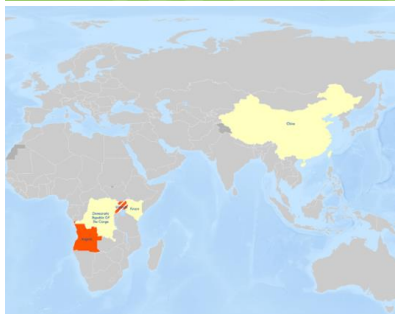 China
Democratic
Republic Of
the Congo
Kenya
Angola